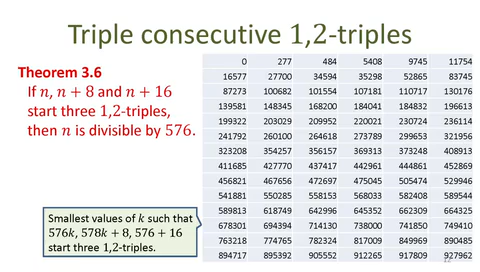 Triple consecutive 1,2-triples
Theorem 3.6
If n, n + 8 and n + 16
start three 1,2-triples,
then n is divisible by 576.
Smallest values of k such that
576k, 578k + 8, 576 + 16
start three 1,2-triples.
0 277 484 5408 9745 11754
16577 27700 34594 35298 52865 83745
87273 100682 101554 107181 110717 130176
139581 148345 168200 184041 184832 196613
199322 203029 209952 220021 230724 236114
241792 260100 264618 273789 299653 321956
323208 354257 356157 369313 373248 408913
411685 427770 437417 442961 444861 452869
456821 467656 472697 475045 505474 529946
541881 550285 558153 568033 582408 589544
589813 618749 642996 645352 662309 664325
678301 694394 714130 738000 741850 749410
763218 774765 782324 817009 849969 890485
894717 895392 905552 912265 917809 927962